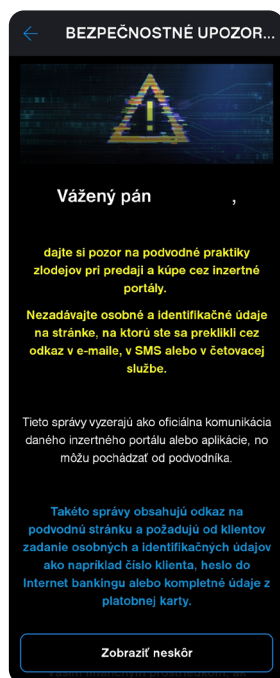 BEZPEČNOSTNÉ UPOZOR...
Vážený pán ,
dajte si pozor na podvodné praktiky
zlodejov pri predaji a kúpe cez inzertné
portály.
Nezadávajte osobné a identifikačné údaje
na stránke, na ktorú ste sa preklikli cez
odkaz v e-maile, v SMS alebo v četovacej
službe.
Tieto správy vyzerajú ako oficiálna komunikácia
daného inzertného portálu alebo aplikácie, no
môžu pochádzať od podvodníka.
Takéto správy obsahujú odkaz na
podvodnú stránku a požadujú od klientov
zadanie osobných a identifikačných údajov
ako napríklad číslo klienta, heslo do
Internet bankingu alebo kompletné údaje z
platobnej karty.
Zobraziť neskôr